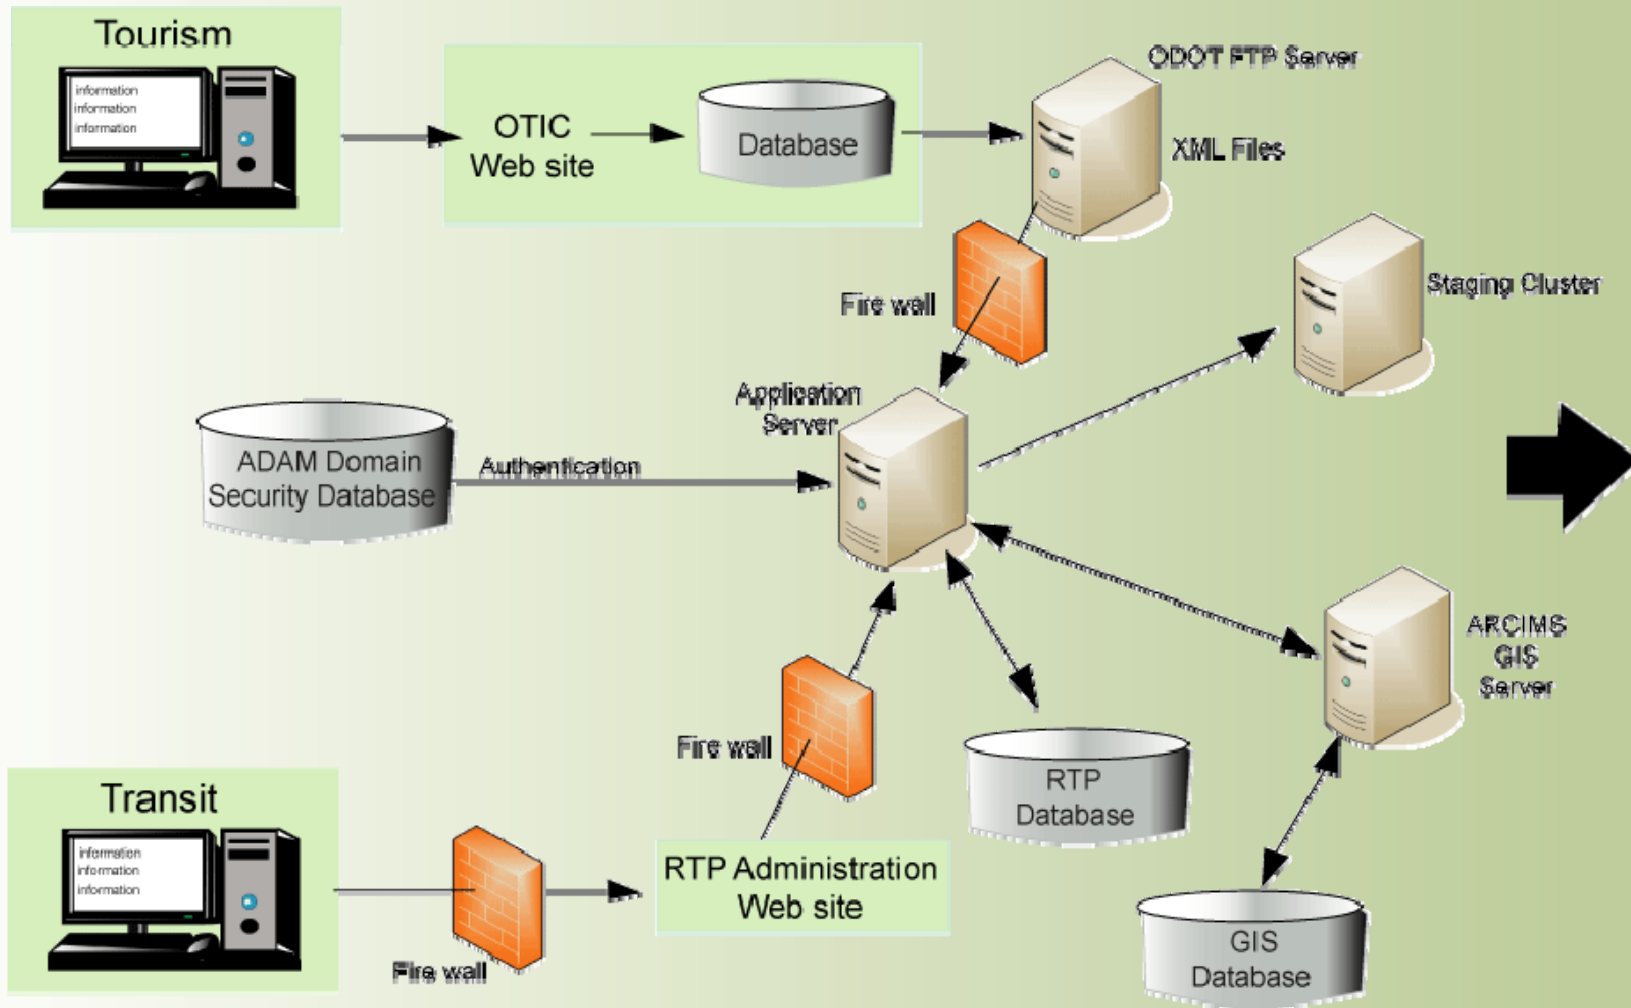 Tourism
information
information
information
OTIC
Web site
Database
ODOT FTP Server
XML Files
Fire wall
Staging Cluster
Application
Server
ADAM Domain
Security Database
Authentication
ARCIMS
GIS
Server
Fire wall
RTP
Database
Transit
information
information
information
Fire wall
RTP Administration
Web site
GIS
Database